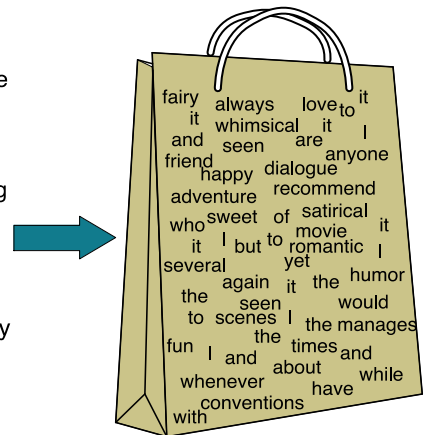 e
g
y
fairy always love to it
it whimsical it I
and seen are anyone
friend happy dialogue
adventure recommend
who sweet of satirical it
it I but to movie romantic I
several yet
again it the humor
the seen would
to scenes I the manages
fun I and the times and
about while
whenever have
conventions
with